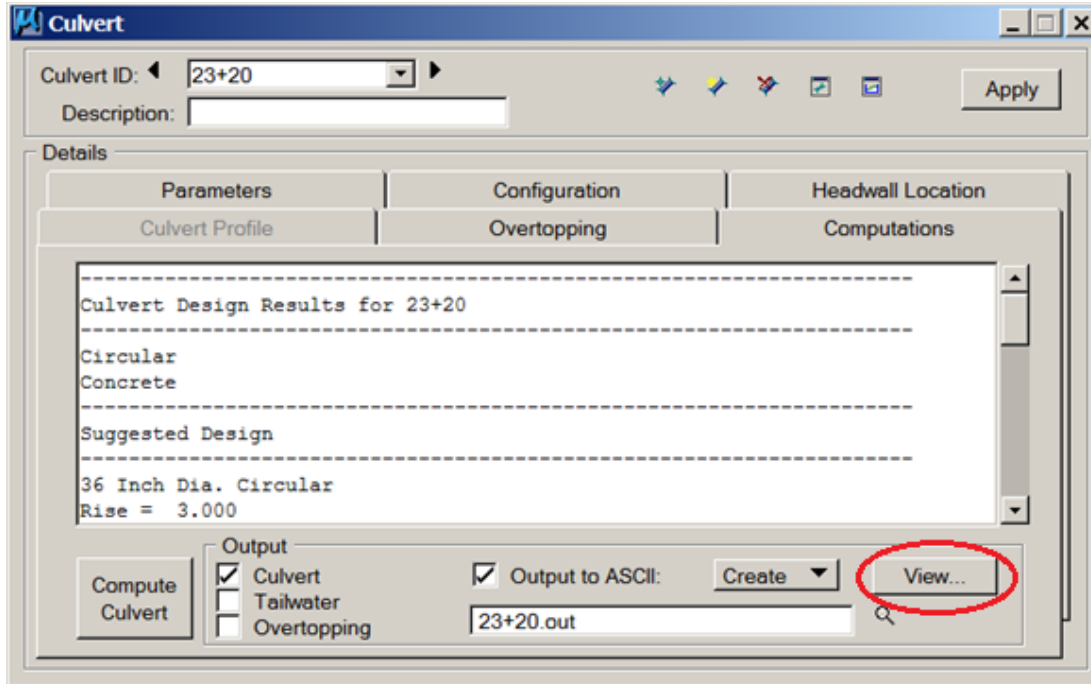 Culvert
Culvert ID: 23+20
Apply
Description:
Details
Parameters Configuration Headwall Location
Culvert Profile Overtopping Computations
--------------------------------------------------------------------
Culvert Design Results for 23+20
--------------------------------------------------------------------
Circular
Concrete
--------------------------------------------------------------------
Suggested Design
--------------------------------------------------------------------
36 Inch Dia. Circular
Rise =  3.000
Output
Compute
Culvert
Culvert
Tailwater
Overtopping
Output to ASCII: Create View...
23+20.out